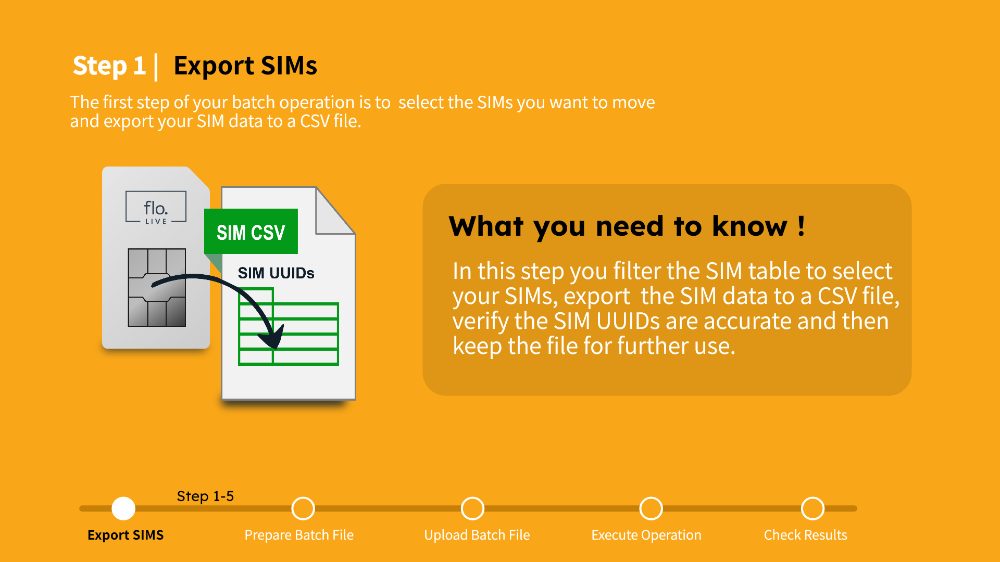 Step 1 | Export SIMs
The first step of your batch operation is to  select the SIMs you want to move
and export your SIM data to a CSV file.
flo.
LIVE
SIM CSV
SIM UUIDs
What you need to know !
In this step you filter the SIM table to select
your SIMs, export  the SIM data to a CSV file,
verify the SIM UUIDs are accurate and then
keep the file for further use.
Step 1-5
Export SIMS
Prepare Batch File
Upload Batch File
Execute Operation
Check Results